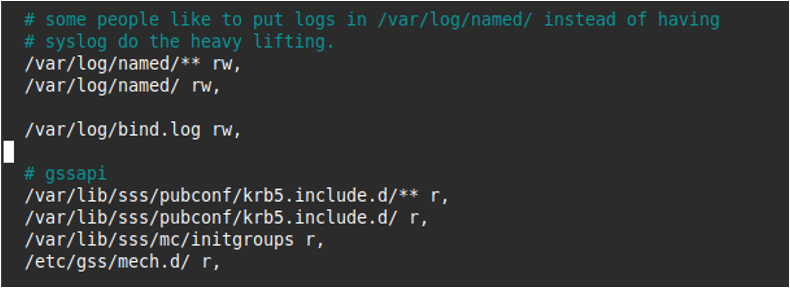 # some people like to put logs in /var/log/named/ instead of having
# syslog do the heavy lifting.
/var/log/named/** rw,
/var/log/named/ rw,
/var/log/bind.log rw,
# gssapi
/var/lib/sss/pubconf/krb5.include.d/** r,
/var/lib/sss/pubconf/krb5.include.d/ r,
/var/lib/sss/mc/initgroups r,
/etc/gss/mech.d/ r,